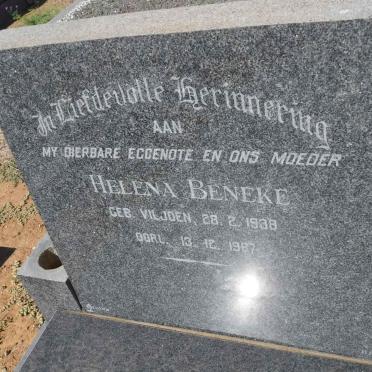 In Liefdevolle Herinnering
AAN
MY DIERBARE EGGENOTE EN ONS MOEDER
HELENA BENEKE
GEB. VILJOEN, 28. 2. 1938
OORL. 13. 12. 1987